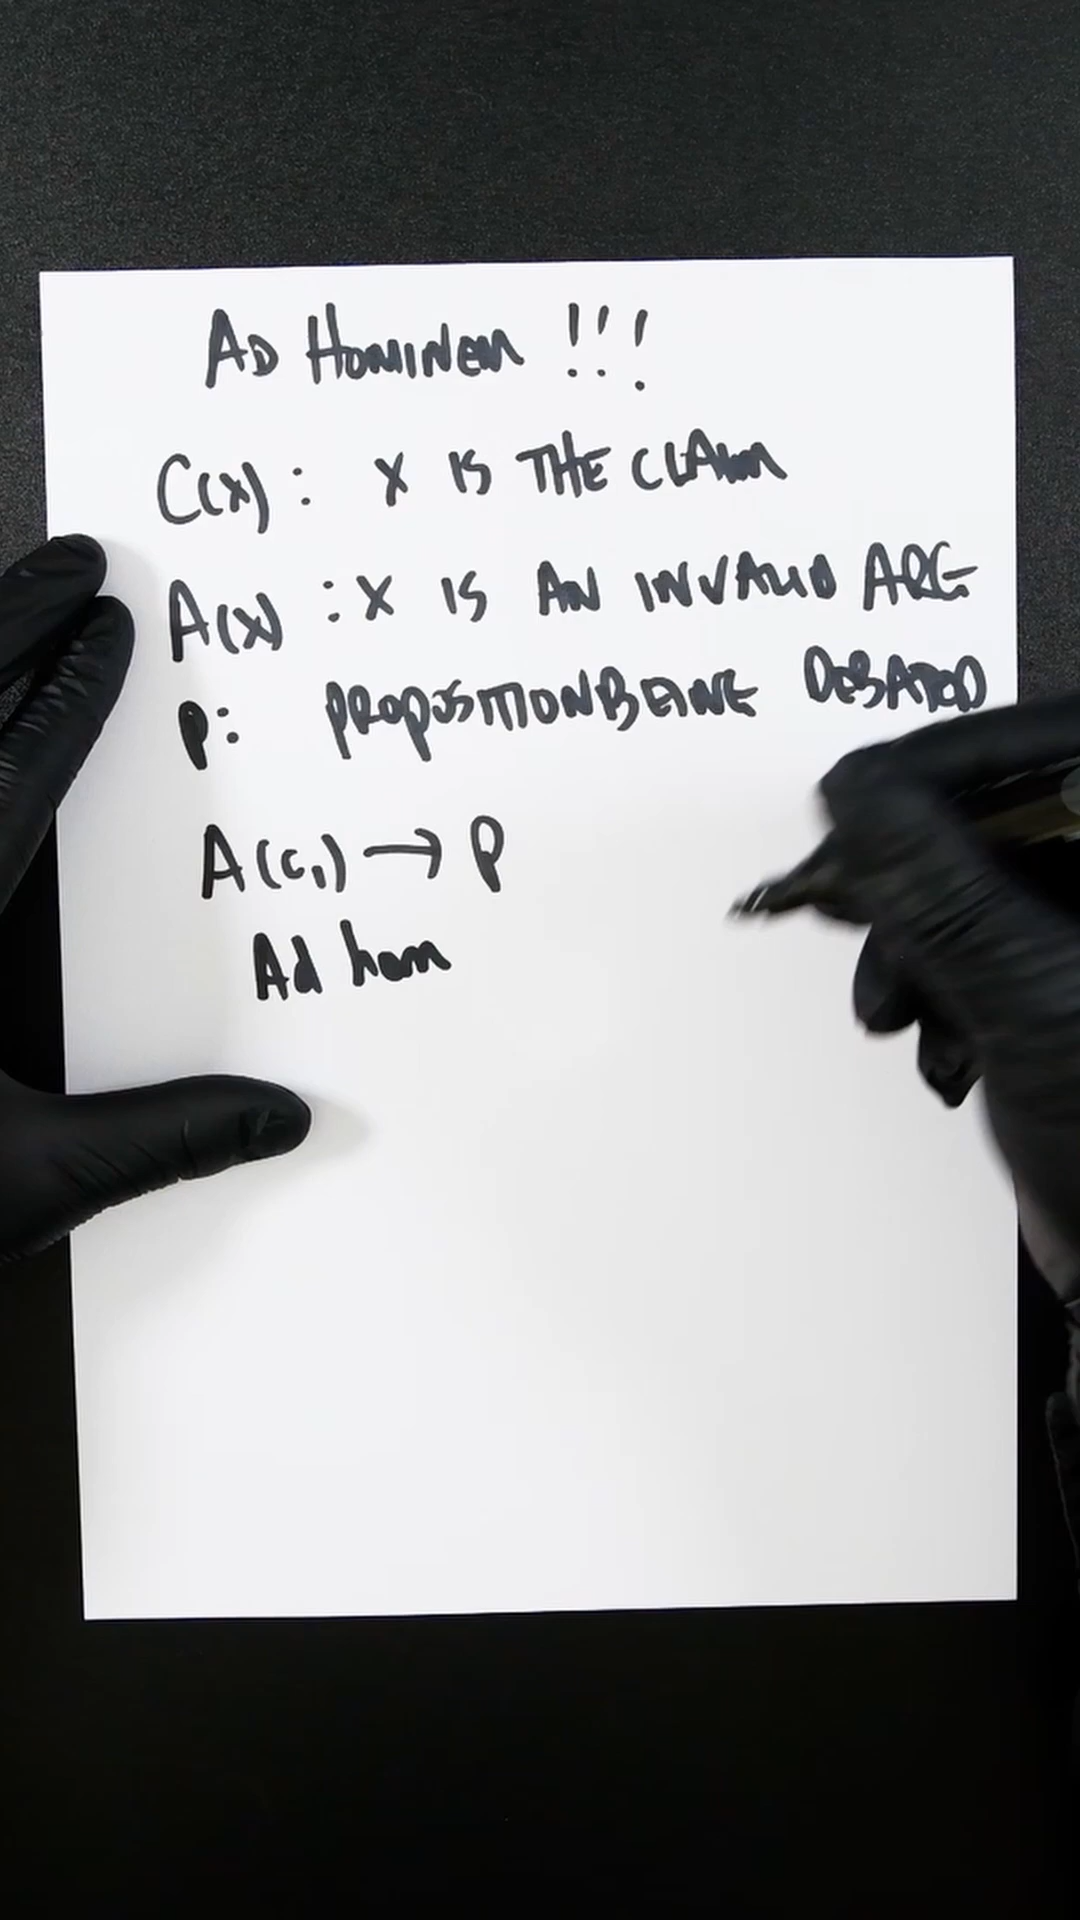 AD HOMINEM !!!
C(x): X IS THE CLAIM
A(x): X IS AN INVALID ARG
P: PROPOSITION BEING DEBATED
A(c₁) → P
Ad hom